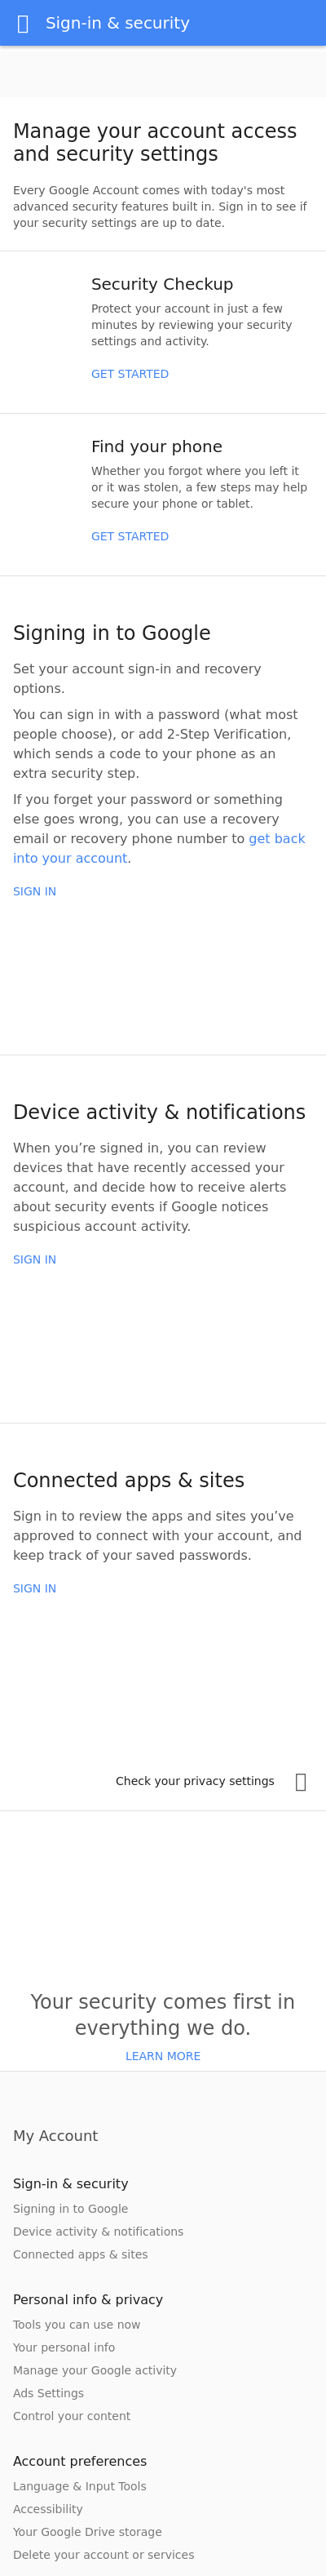 Sign-in & security
Manage your account access
and security settings
Every Google Account comes with today's most
advanced security features built in. Sign in to see if
your security settings are up to date.
Security Checkup
Protect your account in just a few
minutes by reviewing your security
settings and activity.
GET STARTED
Find your phone
Whether you forgot where you left it
or it was stolen, a few steps may help
secure your phone or tablet.
GET STARTED
Signing in to Google
Set your account sign-in and recovery
options.
You can sign in with a password (what most
people choose), or add 2-Step Verification,
which sends a code to your phone as an
extra security step.
If you forget your password or something
else goes wrong, you can use a recovery
email or recovery phone number to get back
into your account.
SIGN IN
Device activity & notifications
When you’re signed in, you can review
devices that have recently accessed your
account, and decide how to receive alerts
about security events if Google notices
suspicious account activity.
SIGN IN
Connected apps & sites
Sign in to review the apps and sites you’ve
approved to connect with your account, and
keep track of your saved passwords.
SIGN IN
Check your privacy settings
Your security comes first in
everything we do.
LEARN MORE
My Account
Sign-in & security
Signing in to Google
Device activity & notifications
Connected apps & sites
Personal info & privacy
Tools you can use now
Your personal info
Manage your Google activity
Ads Settings
Control your content
Account preferences
Language & Input Tools
Accessibility
Your Google Drive storage
Delete your account or services